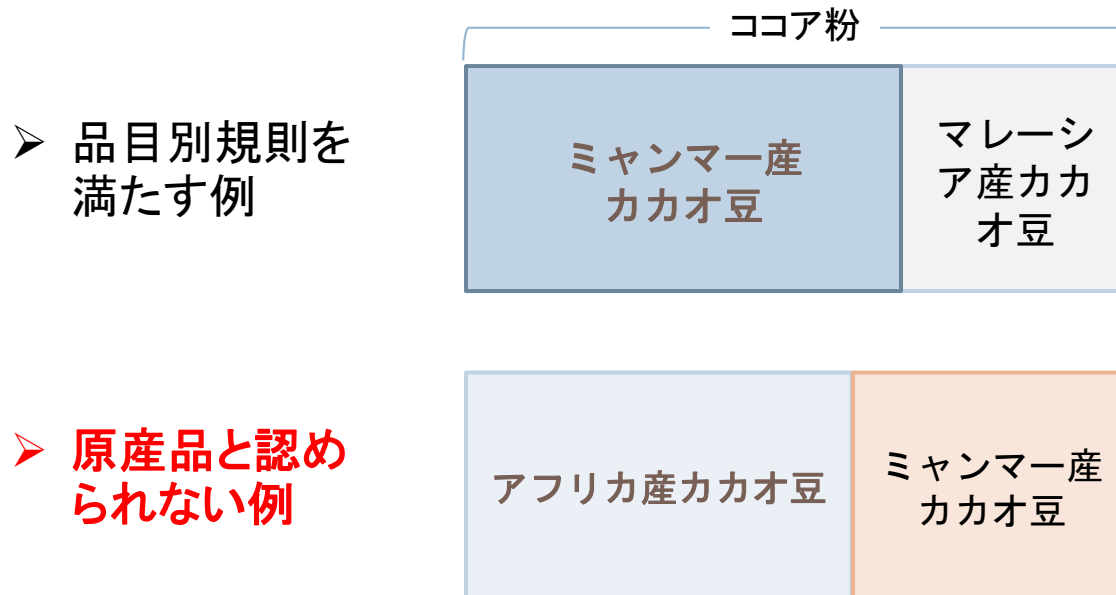 ココア粉
➢ 品目別規則を
満たす例
ミャンマー産
カカオ豆
マレーシ
ア産カカ
オ豆
➢ 原産品と認め
られない例
アフリカ産カカオ豆
ミャンマー産
カカオ豆